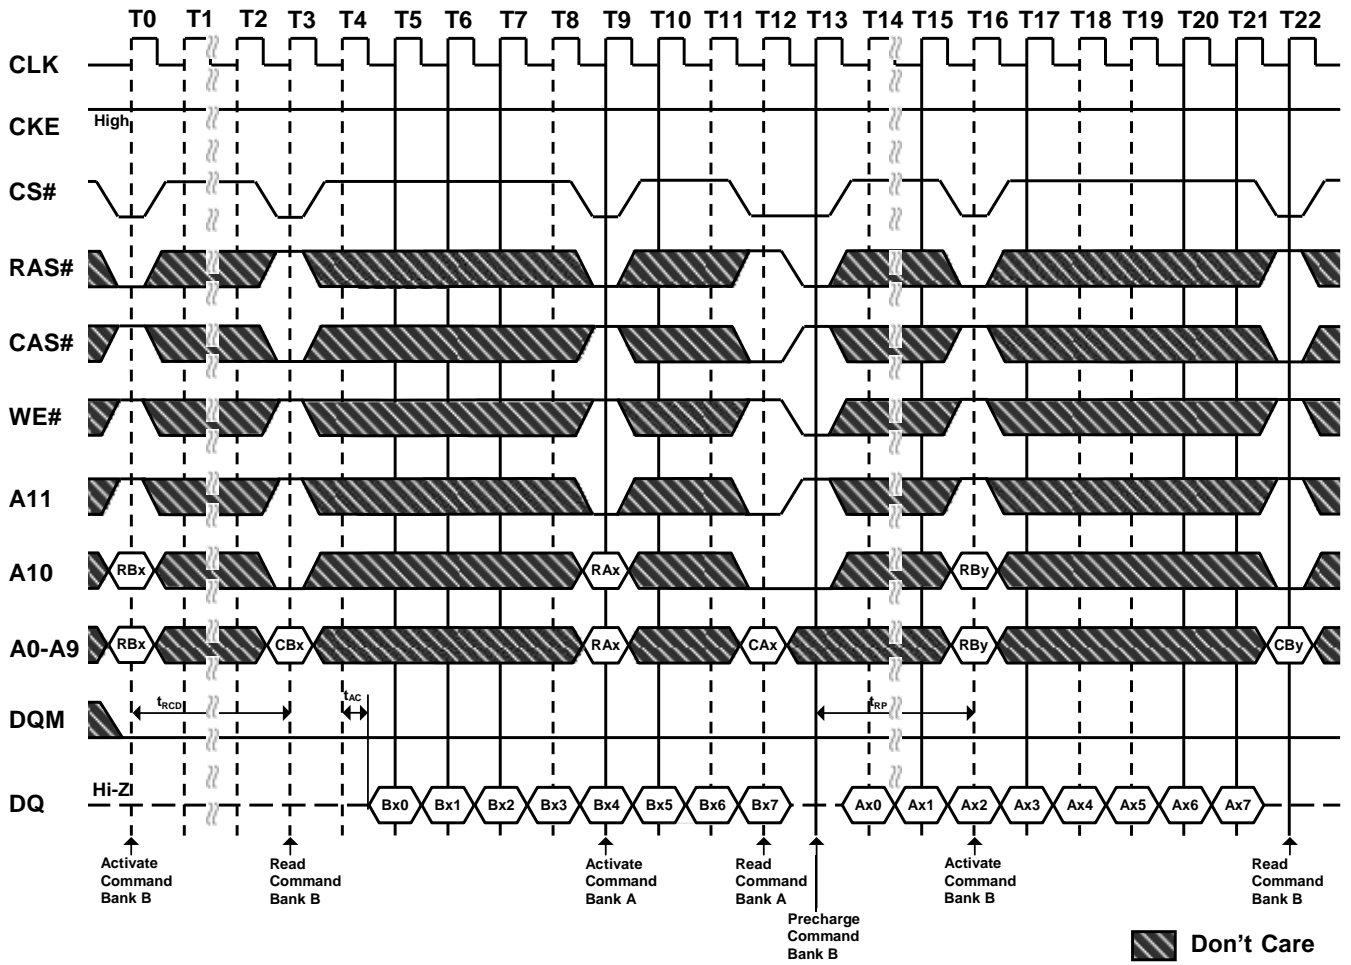 T0 T1 T2 T3 T4 T5 T6 T7 T8 T9 T10 T11 T12 T13 T14 T15 T16 T17 T18 T19 T20 T21 T22
CLK
CKE High
CS#
RAS#
CAS#
WE#
A11
A10 RBx RAx RBy
A0-A9 RBx CBx RAx CAx RBy CBy
DQM tRCD tAC tRP
DQ Hi-Z Bx0 Bx1 Bx2 Bx3 Bx4 Bx5 Bx6 Bx7 Ax0 Ax1 Ax2 Ax3 Ax4 Ax5 Ax6 Ax7
Activate
Command
Bank B
Read
Command
Bank B
Activate
Command
Bank A
Read
Command
Bank A
Precharge
Command
Bank B
Activate
Command
Bank B
Read
Command
Bank B
Don't Care